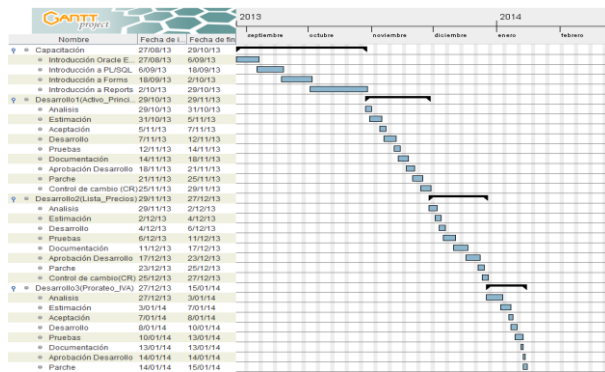 GANTT
project
2013
2014
septiembre octubre noviembre diciembre enero febrero
Nombre Fecha de i... Fecha de fin
Capacitación 27/08/13 29/10/13
Introducción Oracle E... 27/08/13 6/09/13
Introducción a PL/SQL 6/09/13 18/09/13
Introducción a Forms 18/09/13 2/10/13
Introducción a Reports 2/10/13 29/10/13
Desarrollo1(Activo_Princi... 29/10/13 29/11/13
Analisis 29/10/13 31/10/13
Estimación 31/10/13 5/11/13
Aceptación 5/11/13 7/11/13
Desarrollo 7/11/13 12/11/13
Pruebas 12/11/13 14/11/13
Documentación 14/11/13 18/11/13
Aprobación Desarrollo 18/11/13 21/11/13
Parche 21/11/13 25/11/13
Control de cambio (CR) 25/11/13 29/11/13
Desarrollo2(Lista_Precios) 29/11/13 27/12/13
Analisis 29/11/13 2/12/13
Estimación 2/12/13 4/12/13
Desarrollo 4/12/13 6/12/13
Pruebas 6/12/13 11/12/13
Documentación 11/12/13 17/12/13
Aprobación Desarrollo 17/12/13 23/12/13
Parche 23/12/13 25/12/13
Control de cambio(CR) 25/12/13 27/12/13
Desarrollo3(Prorateo_IVA) 27/12/13 15/01/14
Analisis 27/12/13 3/01/14
Estimación 3/01/14 7/01/14
Aceptación 7/01/14 8/01/14
Desarrollo 8/01/14 10/01/14
Pruebas 10/01/14 13/01/14
Documentación 13/01/14 13/01/14
Aprobación Desarrollo 14/01/14 14/01/14
Parche 14/01/14 15/01/14